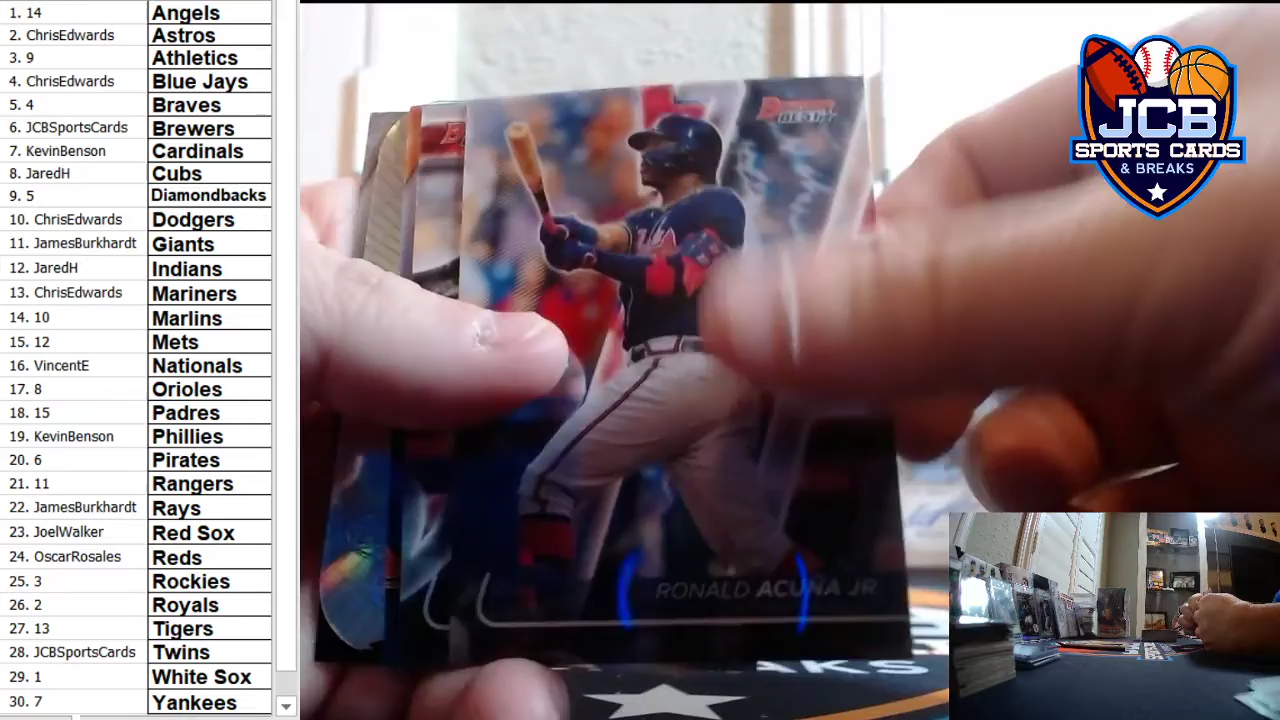 1. 14 Angels
2. ChrisEdwards Astros
3. 9 Athletics
4. ChrisEdwards Blue Jays
5. 4 Braves
6. JCBSportsCards Brewers
7. KevinBenson Cardinals
8. JaredH Cubs
9. 5 Diamondbacks
10. ChrisEdwards Dodgers
11. JamesBurkhardt Giants
12. JaredH Indians
13. ChrisEdwards Mariners
14. 10 Marlins
15. 12 Mets
16. VincentE Nationals
17. 8 Orioles
18. 15 Padres
19. KevinBenson Phillies
20. 6 Pirates
21. 11 Rangers
22. JamesBurkhardt Rays
23. JoelWalker Red Sox
24. OscarRosales Reds
25. 3 Rockies
26. 2 Royals
27. 13 Tigers
28. JCBSportsCards Twins
29. 1 White Sox
30. 7 Yankees
BOWMAN
BEST
RONALD ACUÑA JR
JCB
SPORTS CARDS
& BREAKS